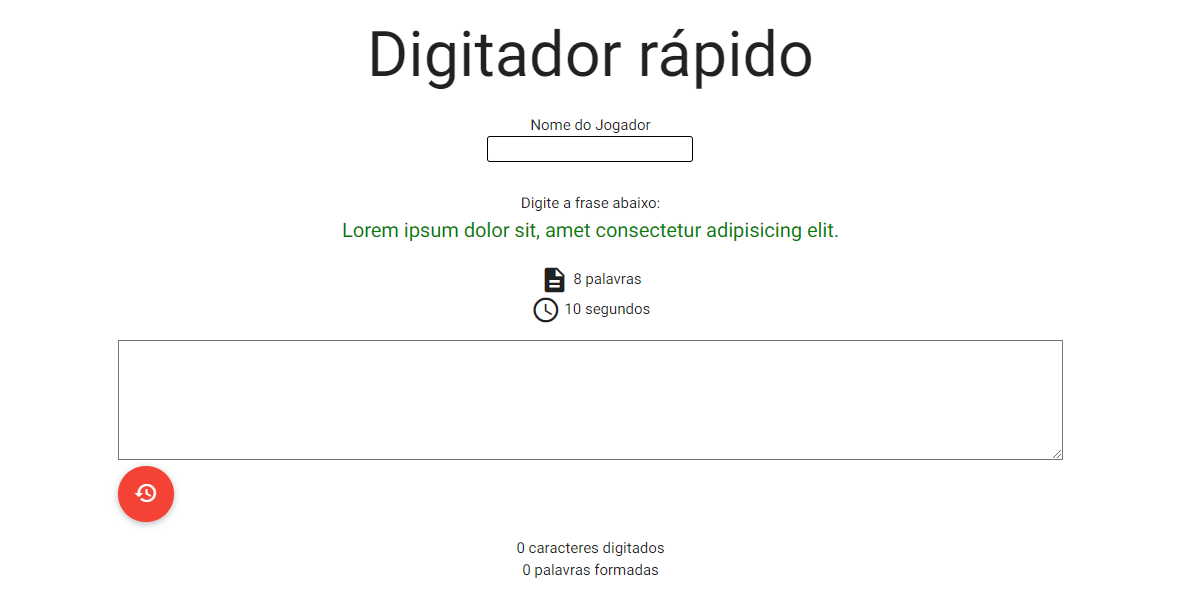 Digitador rápido
Nome do Jogador
Digite a frase abaixo:
Lorem ipsum dolor sit, amet consectetur adipisicing elit.
8 palavras
10 segundos
0 caracteres digitados
0 palavras formadas